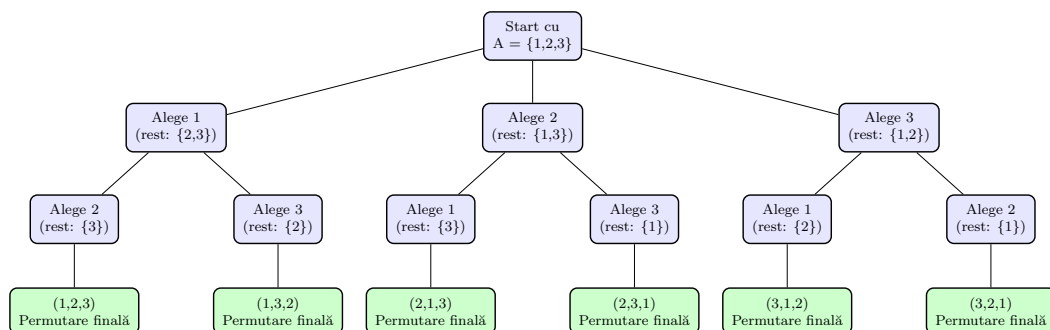 Start cu
A = {1,2,3}
Alege 1
(rest: {2,3})
Alege 2
(rest: {1,3})
Alege 3
(rest: {1,2})
Alege 2
(rest: {3})
Alege 3
(rest: {2})
Alege 1
(rest: {3})
Alege 3
(rest: {1})
Alege 1
(rest: {2})
Alege 2
(rest: {1})
(1,2,3)
Permutare finală
(1,3,2)
Permutare finală
(2,1,3)
Permutare finală
(2,3,1)
Permutare finală
(3,1,2)
Permutare finală
(3,2,1)
Permutare finală